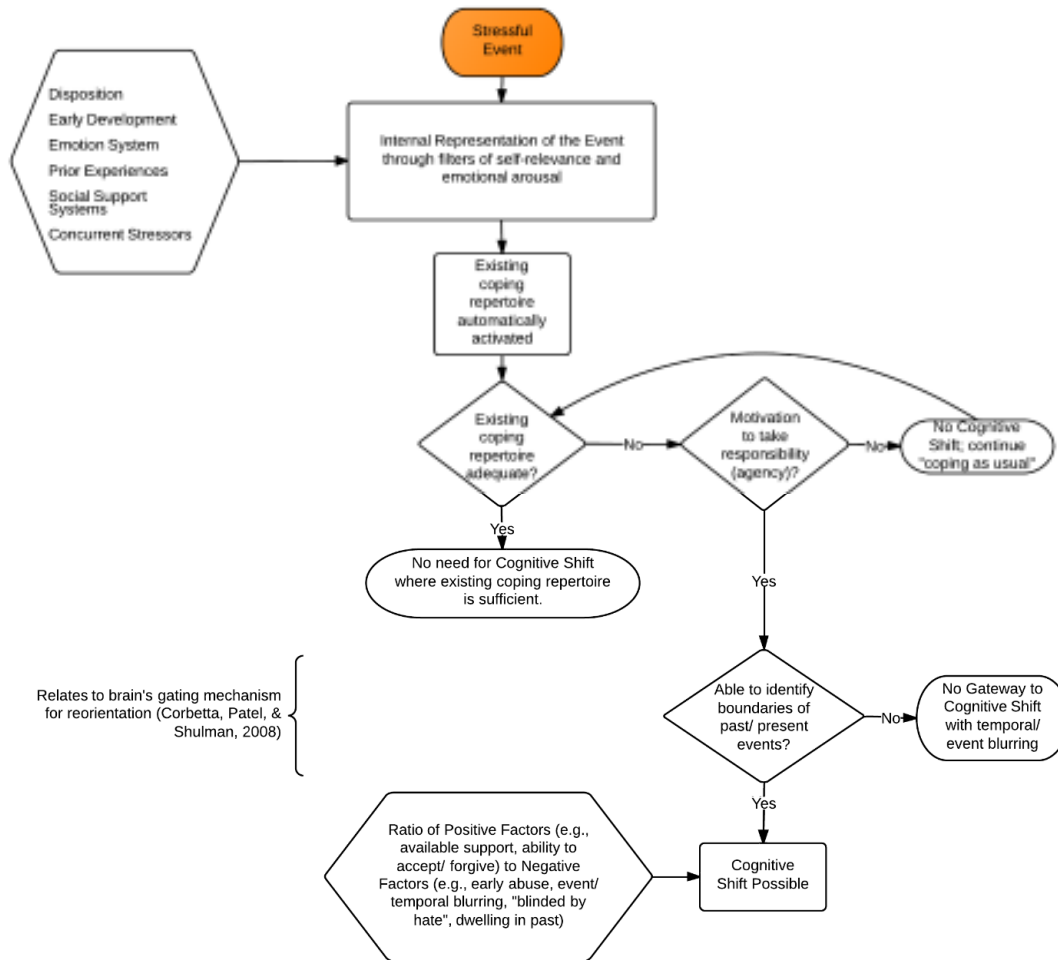 Stressful
Event
Disposition
Early Development
Emotion System
Prior Experiences
Social Support
Systems
Concurrent Stressors
Internal Representation of the Event
through filters of self-relevance and
emotional arousal
Existing
coping
repertoire
automatically
activated
Existing
coping
repertoire
adequate?
No
Motivation
to take
responsibility
(agency)?
No
No Cognitive
Shift; continue
"coping as usual"
Yes
No need for Cognitive Shift
where existing coping repertoire
is sufficient.
Yes
Relates to brain's gating mechanism
for reorientation (Corbetta, Patel, &
Shulman, 2008)
Able to identify
boundaries of
past/ present
events?
No
No Gateway to
Cognitive Shift
with temporal/
event blurring
Yes
Ratio of Positive Factors (e.g.,
available support, ability to
accept/ forgive) to Negative
Factors (e.g., early abuse, event/
temporal blurring, "blinded by
hate", dwelling in past)
Cognitive
Shift Possible